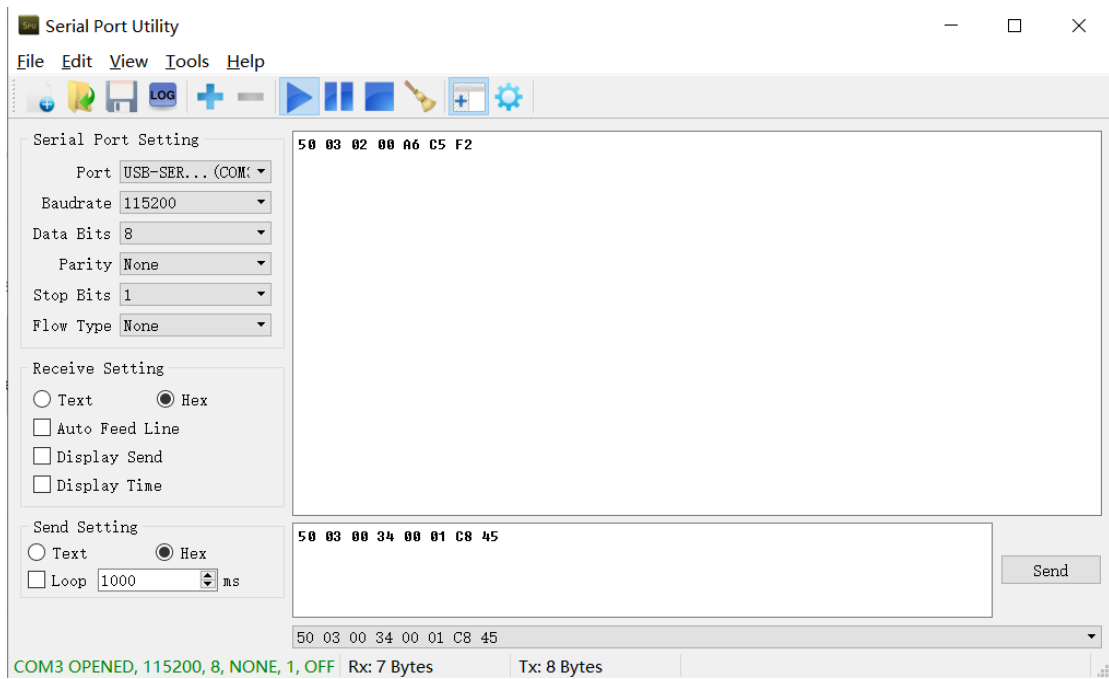 Serial Port Utility
File Edit View Tools Help
LOG
Serial Port Setting
Port USB-SER...(COM
Baudrate 115200
Data Bits 8
Parity None
Stop Bits 1
Flow Type None
Receive Setting
Text Hex
Auto Feed Line
Display Send
Display Time
Send Setting
Text Hex
Loop 1000 ms
50 03 02 00 A6 C5 F2
50 03 00 34 00 01 C8 45
Send
50 03 00 34 00 01 C8 45
COM3 OPENED, 115200, 8, NONE, 1, OFF Rx: 7 Bytes Tx: 8 Bytes